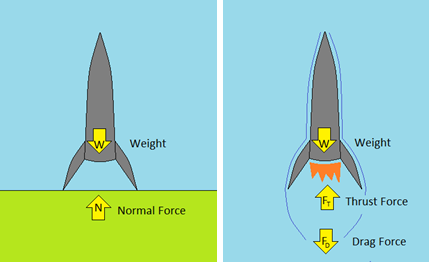 W Weight
N Normal Force
W Weight
FT Thrust Force
FD Drag Force